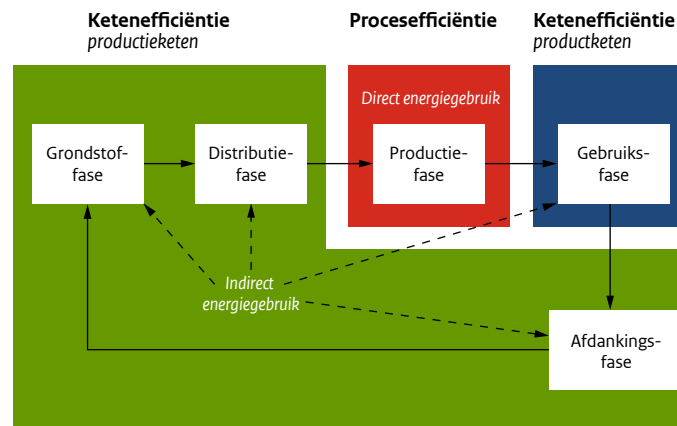 Ketenefficiëntie
productieketen
Procesefficiëntie
Ketenefficiëntie
productketen
Direct energiegebruik
Grondstof-
fase
Distributie-
fase
Productie-
fase
Gebruiks-
fase
Indirect
energiegebruik
Afdankings-
fase